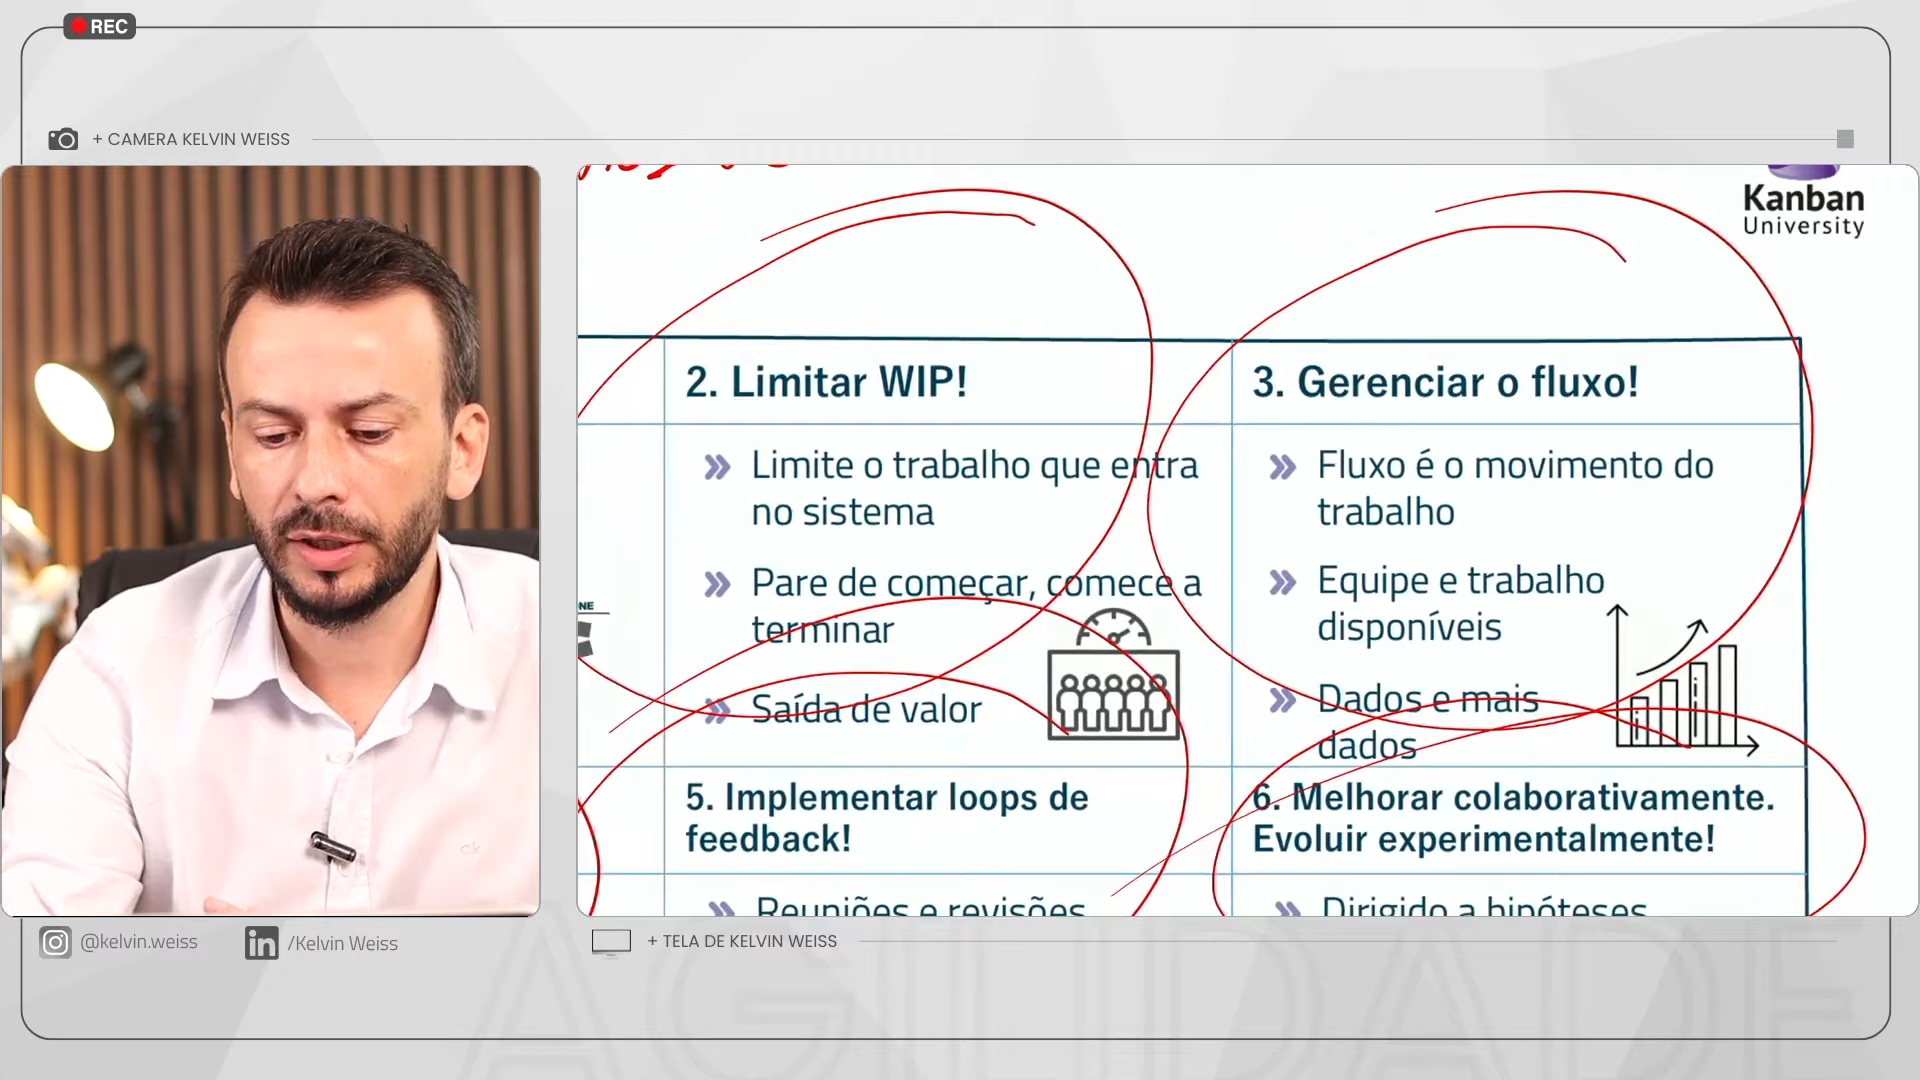 REC
+ CAMERA KELVIN WEISS
Kanban
University
2. Limitar WIP!
Limite o trabalho que entra
no sistema
Pare de começar, comece a
terminar
Saída de valor
3. Gerenciar o fluxo!
Fluxo é o movimento do
trabalho
Equipe e trabalho
disponíveis
Dados e mais
dados
5. Implementar loops de
feedback!
Reuniões e revisões
6. Melhorar colaborativamente.
Evoluir experimentalmente!
Dirigido a hipóteses
ck
@kelvin.weiss
/Kelvin Weiss
+ TELA DE KELVIN WEISS
AGILIDADE